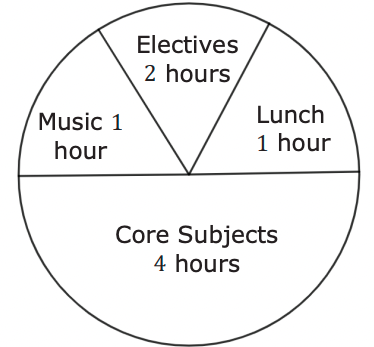 Electives
2 hours
Music 1
hour
Lunch
1 hour
Core Subjects
4 hours